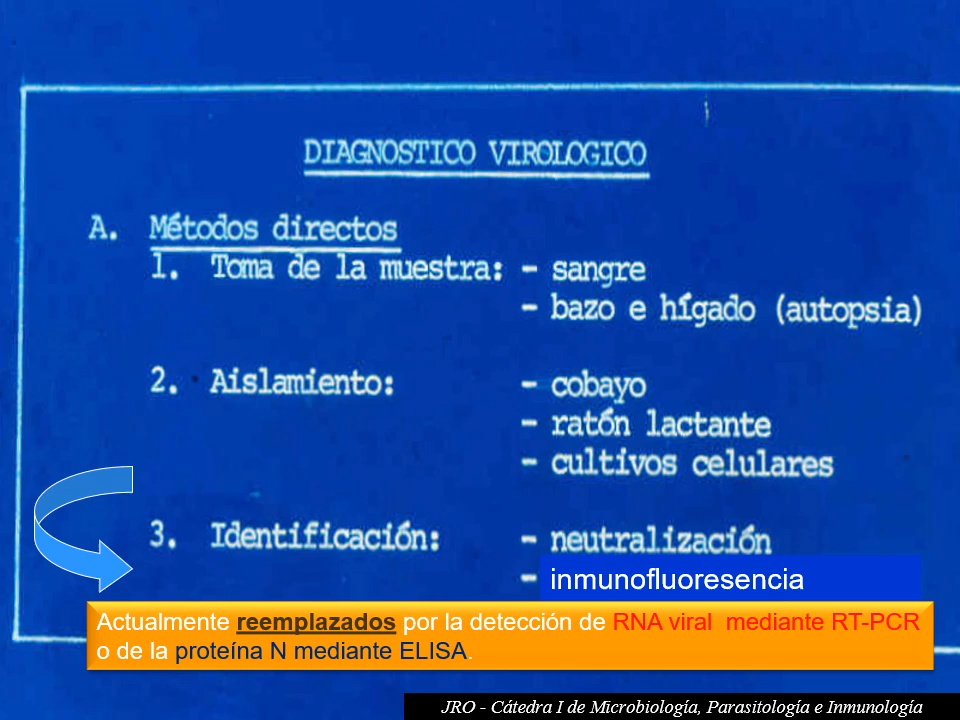 DIAGNOSTICO VIROLOGICO
A. Métodos directos
1. Toma de la muestra: - sangre
- bazo e hígado (autopsia)
2. Aislamiento: - cobayo
- ratón lactante
- cultivos celulares
3. Identificación: - neutralización
- inmunofluoresencia
Actualmente reemplazados por la detección de RNA viral mediante RT-PCR
o de la proteína N mediante ELISA.
JRO - Cátedra I de Microbiología, Parasitología e Inmunología